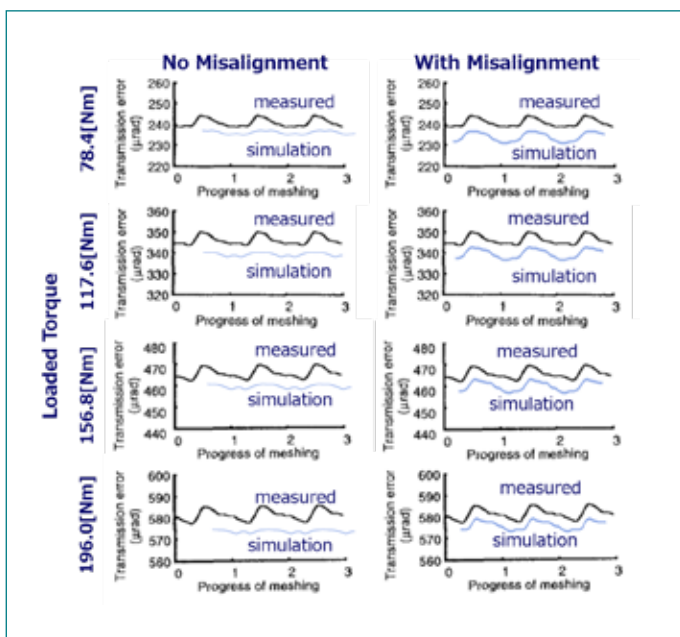 No Misalignment
With Misalignment
Loaded Torque
78.4[Nm]
Transmission error
(μrad)
260
250
240
230
220
measured
simulation
0 1 2 3
Progress of meshing
Transmission error
(μrad)
260
250
240
230
220
measured
simulation
0 1 2 3
Progress of meshing
117.6[Nm]
Transmission error
(μrad)
360
350
340
330
320
measured
simulation
0 1 2 3
Progress of meshing
Transmission error
(μrad)
360
350
340
330
320
measured
simulation
0 1 2 3
Progress of meshing
156.8[Nm]
Transmission error
(μrad)
480
470
460
450
440
measured
simulation
0 1 2 3
Progress of meshing
Transmission error
(μrad)
480
470
460
450
440
measured
simulation
0 1 2 3
Progress of meshing
196.0[Nm]
Transmission error
(μrad)
600
590
580
570
560
measured
simulation
0 1 2 3
Progress of meshing
Transmission error
(μrad)
600
590
580
570
560
measured
simulation
0 1 2 3
Progress of meshing